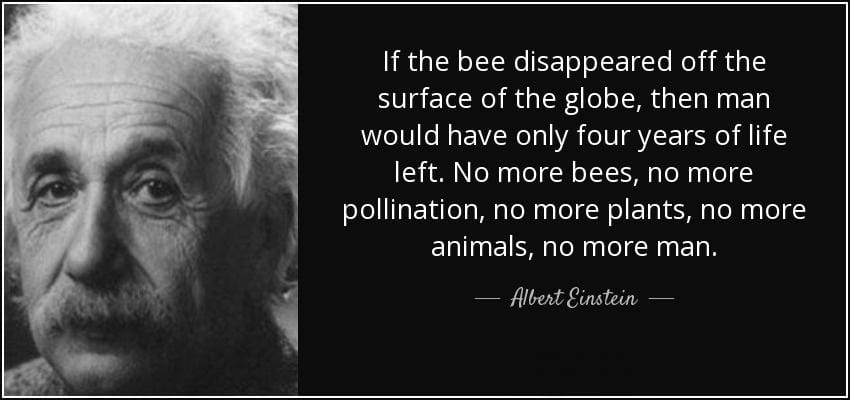 If the bee disappeared off the
surface of the globe, then man
would have only four years of life
left. No more bees, no more
pollination, no more plants, no more
animals, no more man.
Albert Einstein